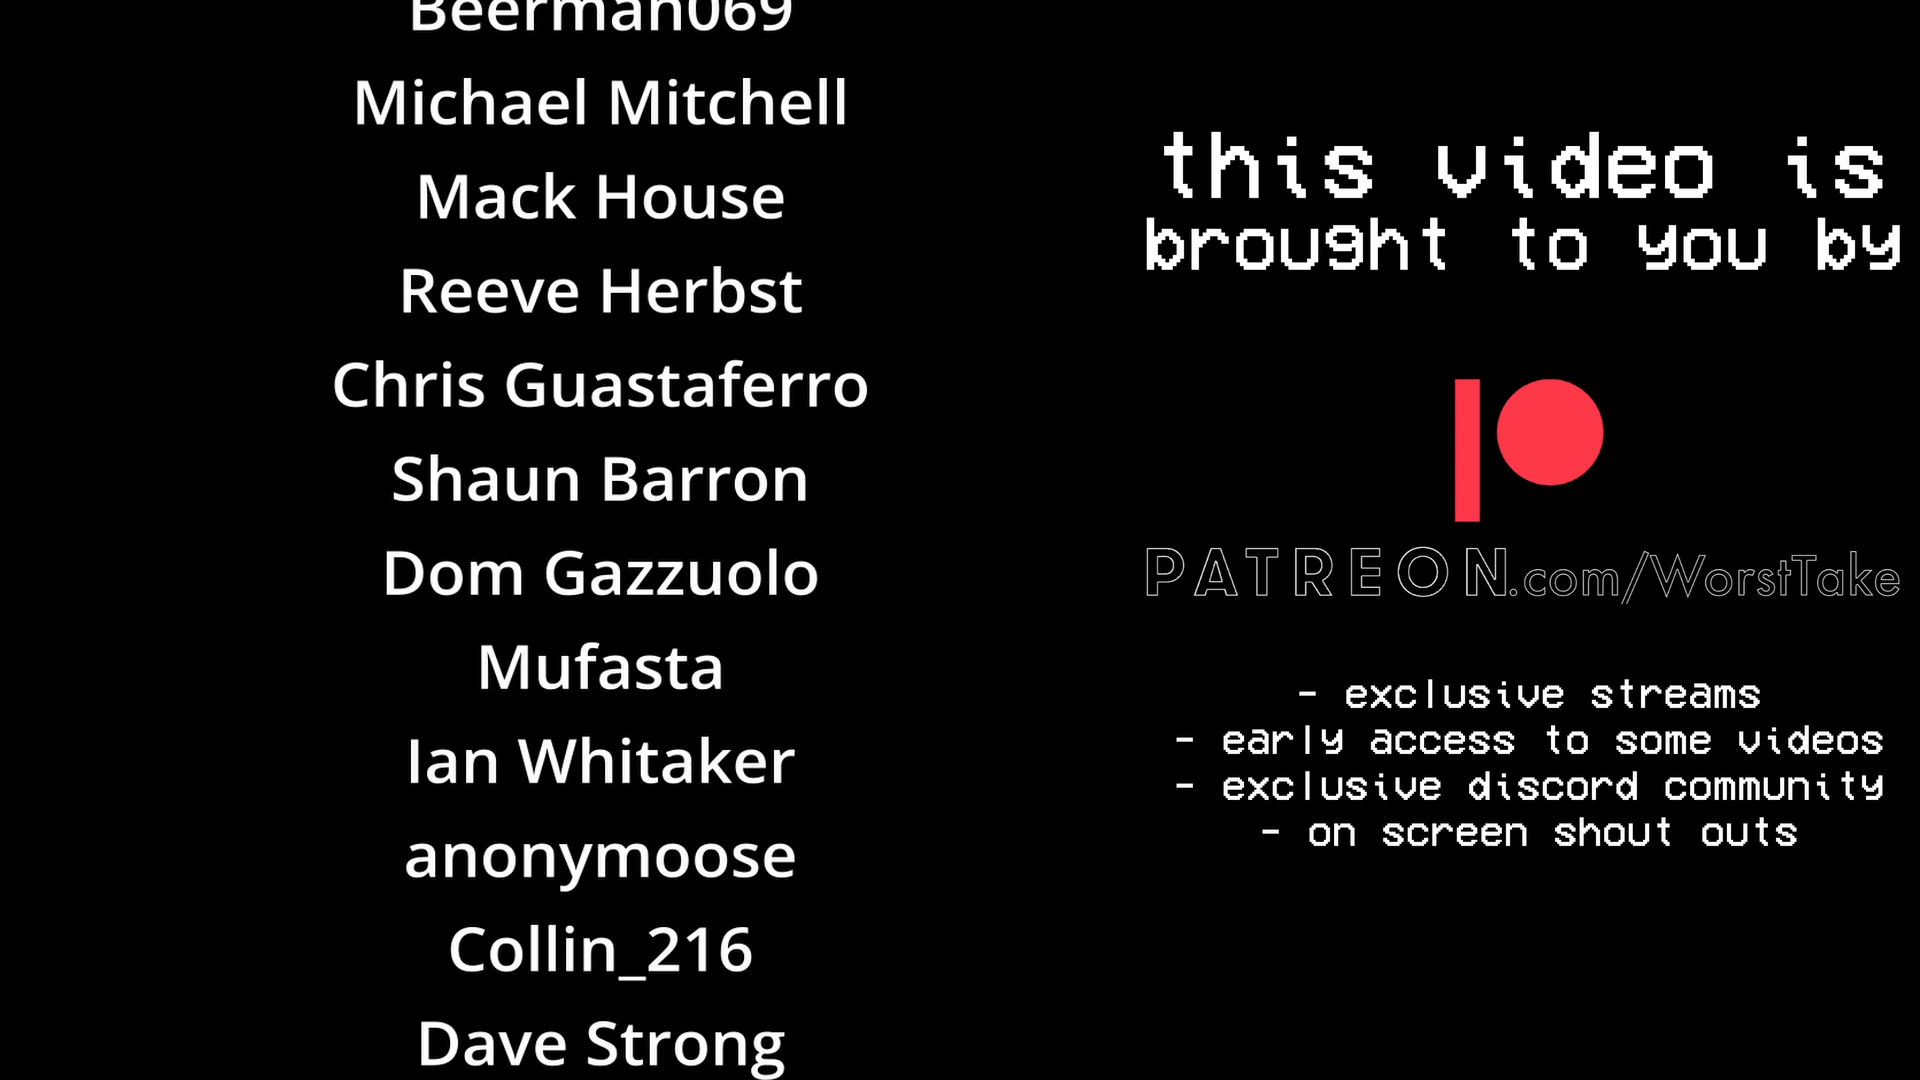 Beerman069
Michael Mitchell
Mack House
Reeve Herbst
Chris Guastaferro
Shaun Barron
Dom Gazzuolo
Mufasta
Ian Whitaker
anonymoose
Collin_216
Dave Strong
this video is
brought to you by
PATREON.com/WorstTake
- exclusive streams
- early access to some videos
- exclusive discord community
- on screen shout outs